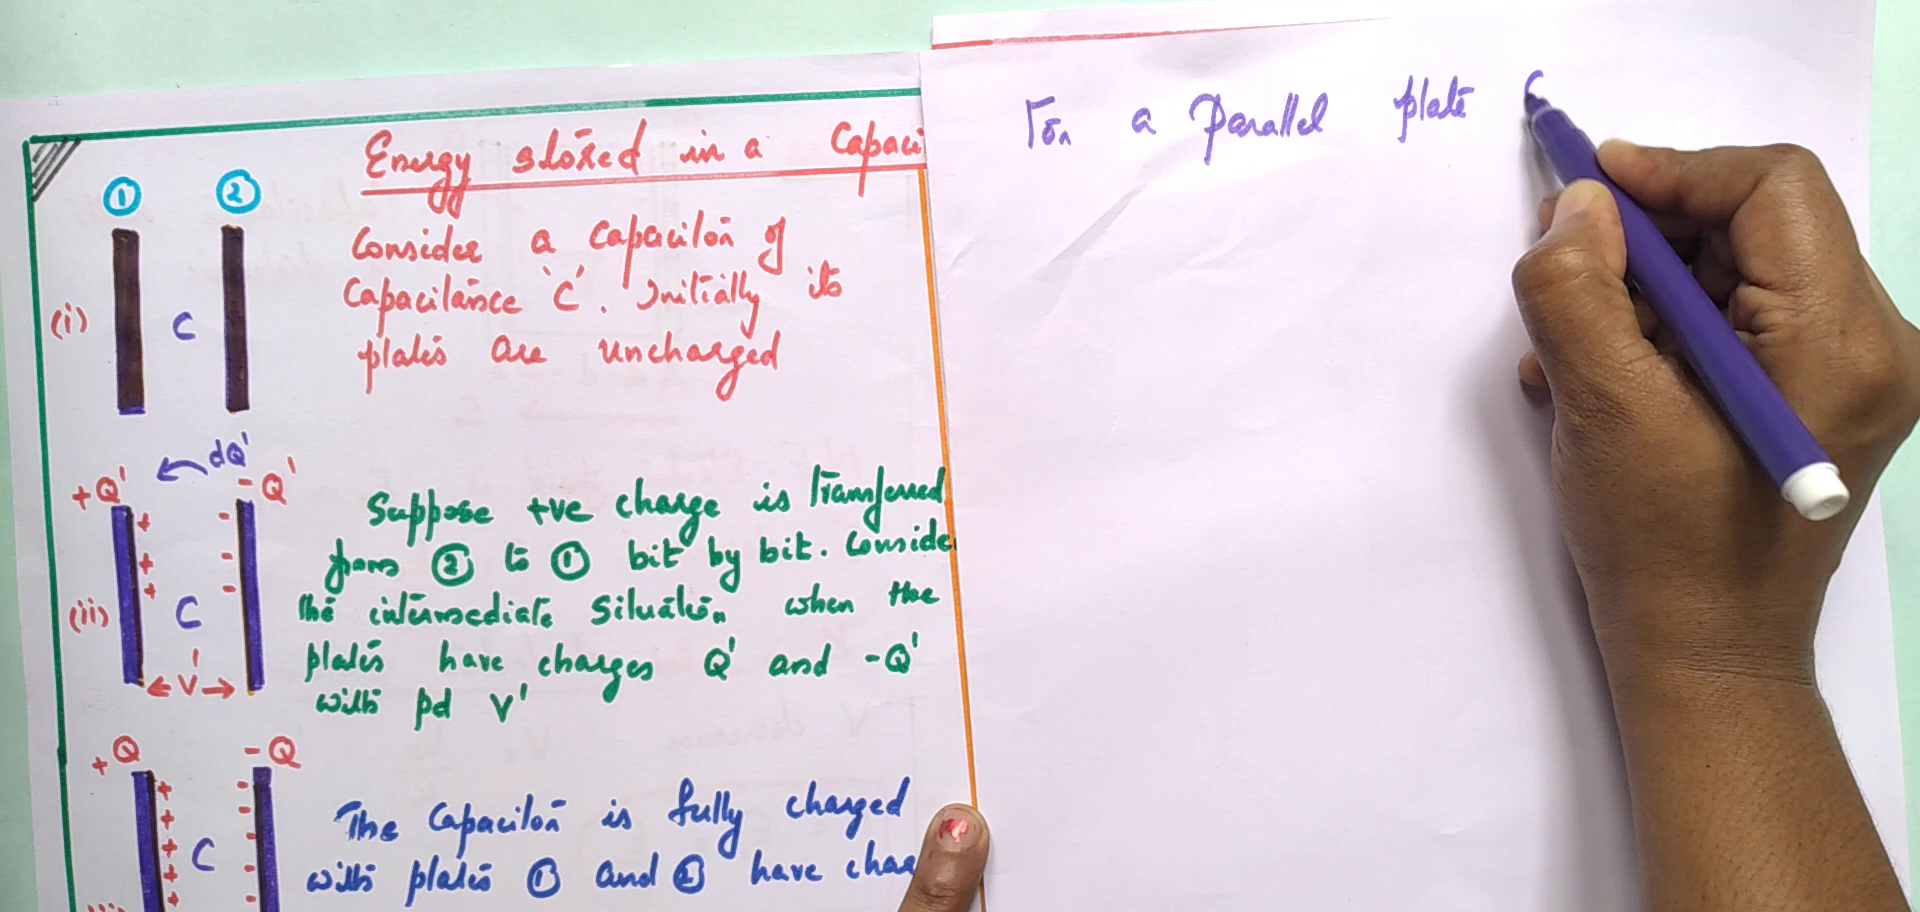 Energy stored in a Capaci
① ②
Consider a Capacitor of
Capacitance 'C'. Initially its
plates are uncharged
(i) C
dQ'
+Q' -Q'
Suppose +ve charge is Transferred
from ② to ① bit by bit. Conside
the intermediate situation when the
plates have charges Q' and -Q'
with pd V'
(ii) C
V'
+Q -Q
The Capacitor is fully charged
with plates ① and ② have char
C
For a Parallel plate C